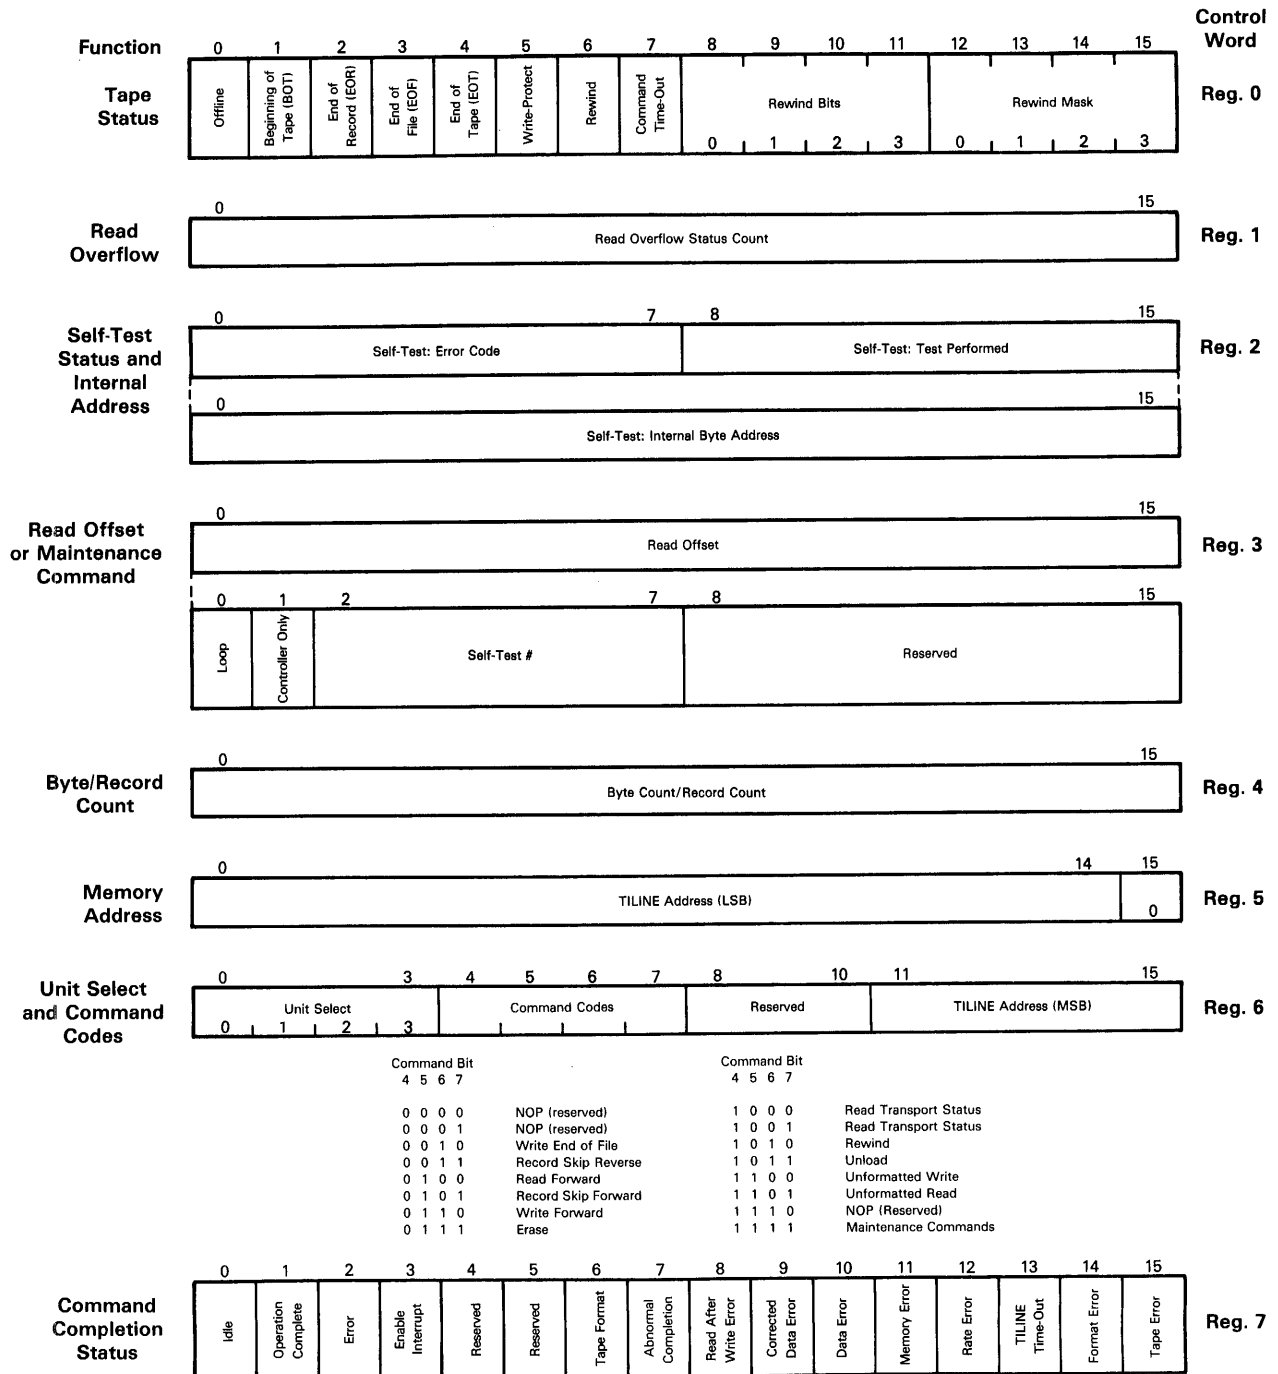 Function 0 1 2 3 4 5 6 7 8 9 10 11 12 13 14 15 Control Word
Tape Status
Offline
Beginning of Tape (BOT)
End of Record (EOR)
End of File (EOF)
End of Tape (EOT)
Write-Protect
Rewind
Command Time-Out
Rewind Bits
0 1 2 3
Rewind Mask
0 1 2 3
Reg. 0
0 15
Read Overflow
Read Overflow Status Count
Reg. 1
0 7 8 15
Self-Test Status and Internal Address
Self-Test: Error Code
Self-Test: Test Performed
Reg. 2
0 15
Self-Test: Internal Byte Address
0 15
Read Offset or Maintenance Command
Read Offset
Reg. 3
0 1 2 7 8 15
Loop
Controller Only
Self-Test #
Reserved
0 15
Byte/Record Count
Byte Count/Record Count
Reg. 4
0 14 15
Memory Address
TILINE Address (LSB)
0
Reg. 5
0 3 4 5 6 7 8 10 11 15
Unit Select and Command Codes
Unit Select
0 1 2 3
Command Codes
Reserved
TILINE Address (MSB)
Reg. 6
Command Bit
4 5 6 7
0 0 0 0 NOP (reserved)
0 0 0 1 NOP (reserved)
0 0 1 0 Write End of File
0 0 1 1 Record Skip Reverse
0 1 0 0 Read Forward
0 1 0 1 Record Skip Forward
0 1 1 0 Write Forward
0 1 1 1 Erase
Command Bit
4 5 6 7
1 0 0 0 Read Transport Status
1 0 0 1 Read Transport Status
1 0 1 0 Rewind
1 0 1 1 Unload
1 1 0 0 Unformatted Write
1 1 0 1 Unformatted Read
1 1 1 0 NOP (Reserved)
1 1 1 1 Maintenance Commands
0 1 2 3 4 5 6 7 8 9 10 11 12 13 14 15
Command Completion Status
Idle
Operation Complete
Error
Enable Interrupt
Reserved
Reserved
Tape Format
Abnormal Completion
Read After Write Error
Corrected Data Error
Data Error
Memory Error
Rate Error
TILINE Time-Out
Format Error
Tape Error
Reg. 7